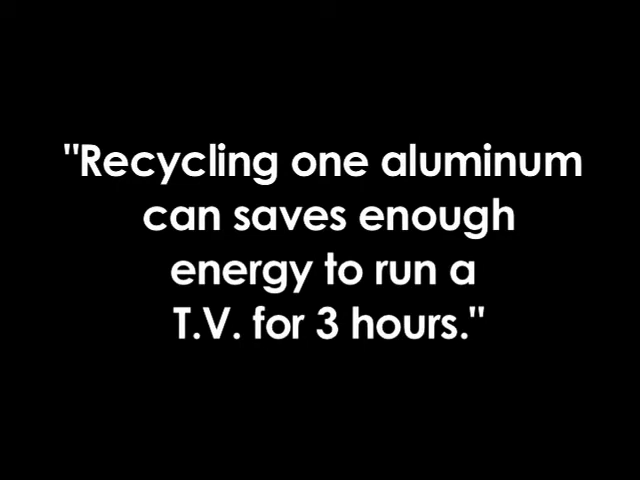 "Recycling one aluminum
can saves enough
energy to run a
T.V. for 3 hours."